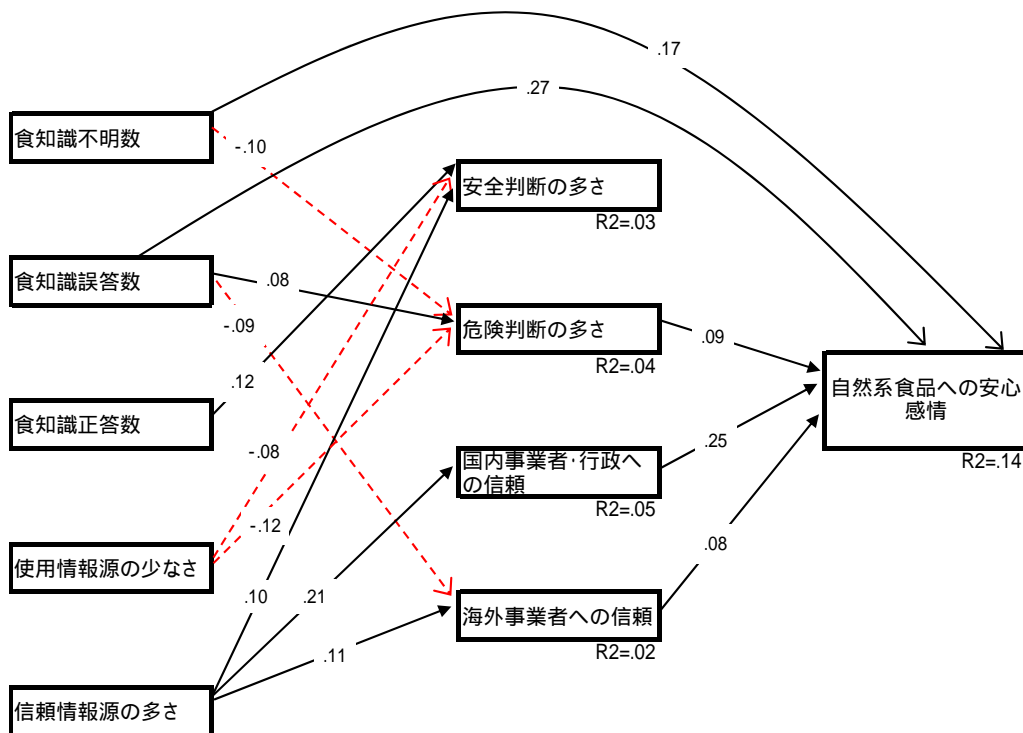 .17
.27
食知識不明数
-.10
安全判断の多さ
R2=.03
食知識誤答数
.08
-.09
危険判断の多さ
R2=.04
.09
自然系食品への安心
感情
R2=.14
.12
食知識正答数
-.08
国内事業者・行政へ
の信頼
R2=.05
.25
-.12
使用情報源の少なさ
.08
.10
.21
海外事業者への信頼
R2=.02
.11
信頼情報源の多さ